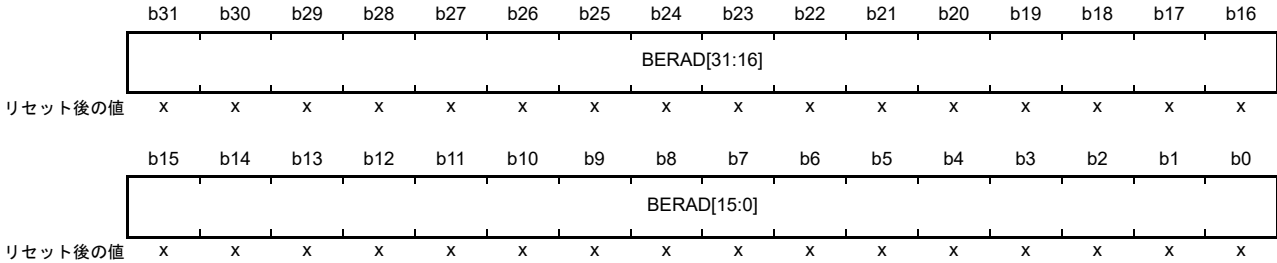 b31 b30 b29 b28 b27 b26 b25 b24 b23 b22 b21 b20 b19 b18 b17 b16
BERAD[31:16]
リセット後の値 x x x x x x x x x x x x x x x x
b15 b14 b13 b12 b11 b10 b9 b8 b7 b6 b5 b4 b3 b2 b1 b0
BERAD[15:0]
リセット後の値 x x x x x x x x x x x x x x x x